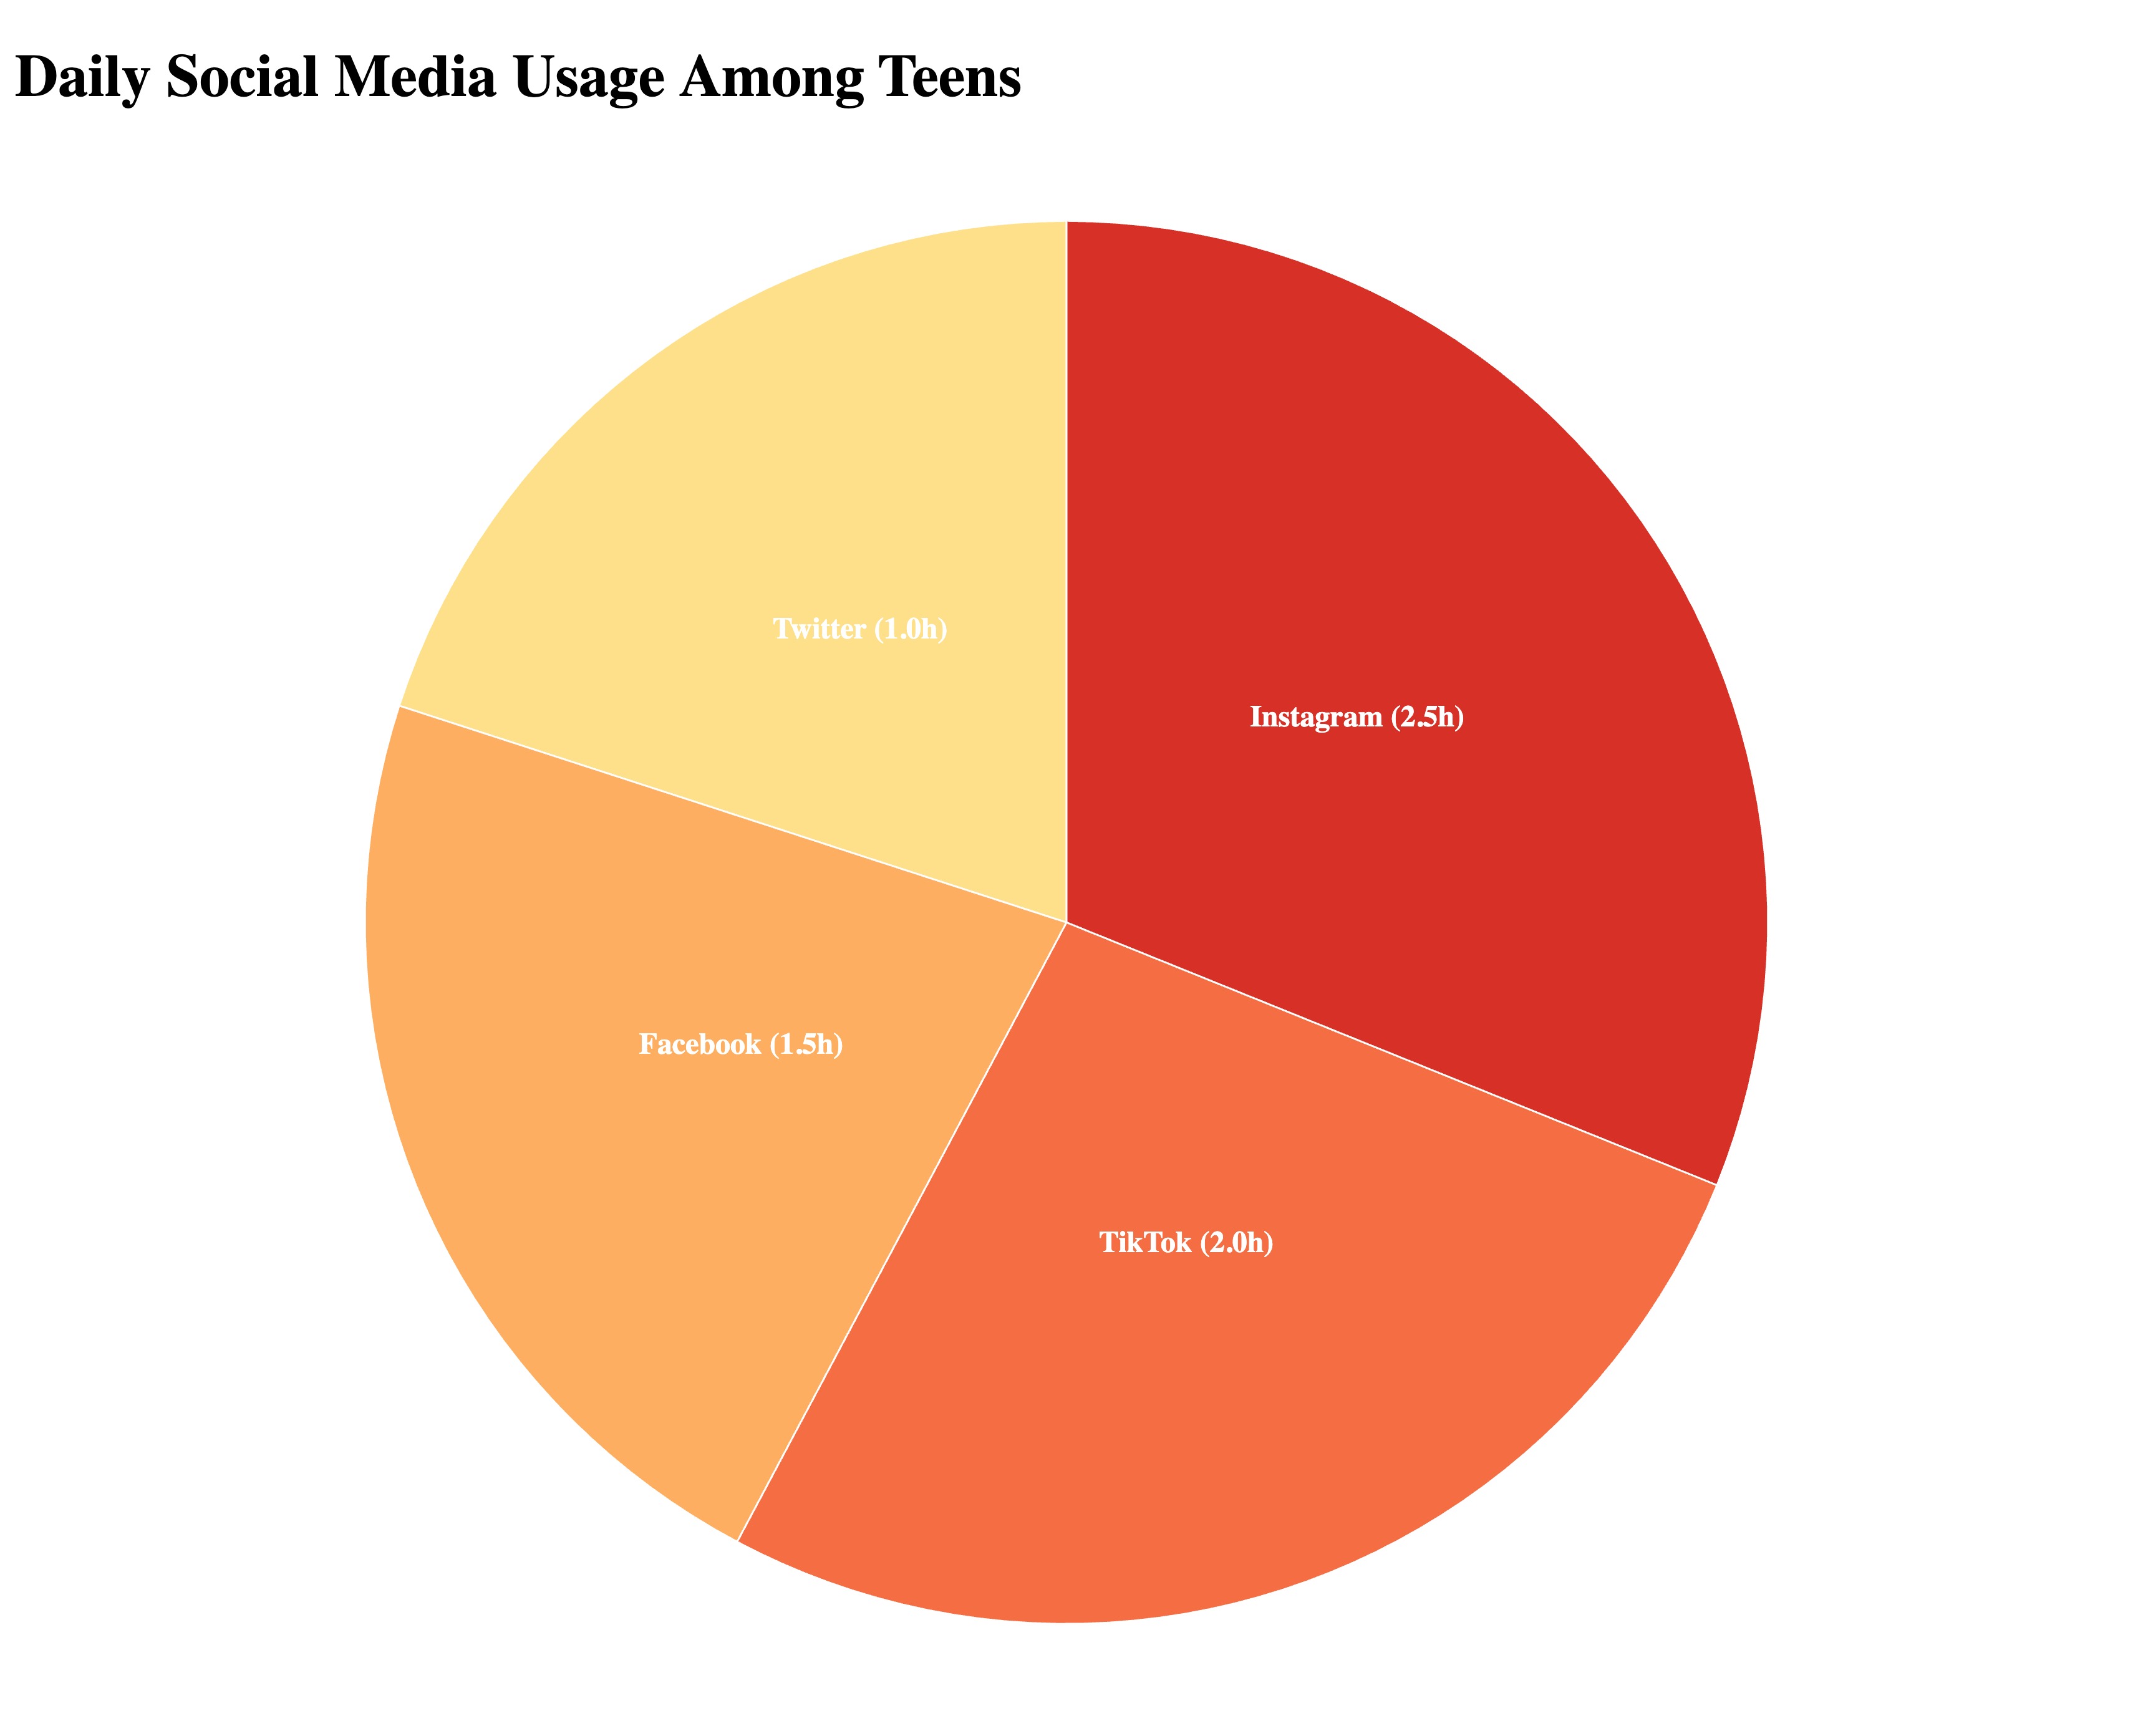 Daily Social Media Usage Among Teens
Twitter (1.0h)
Instagram (2.5h)
Facebook (1.5h)
TikTok (2.0h)